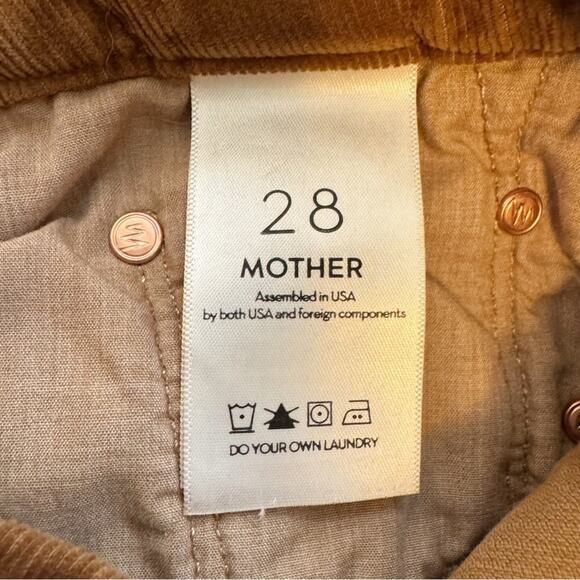 28
MOTHER
Assembled in USA
by both USA and foreign components
DO YOUR OWN LAUNDRY